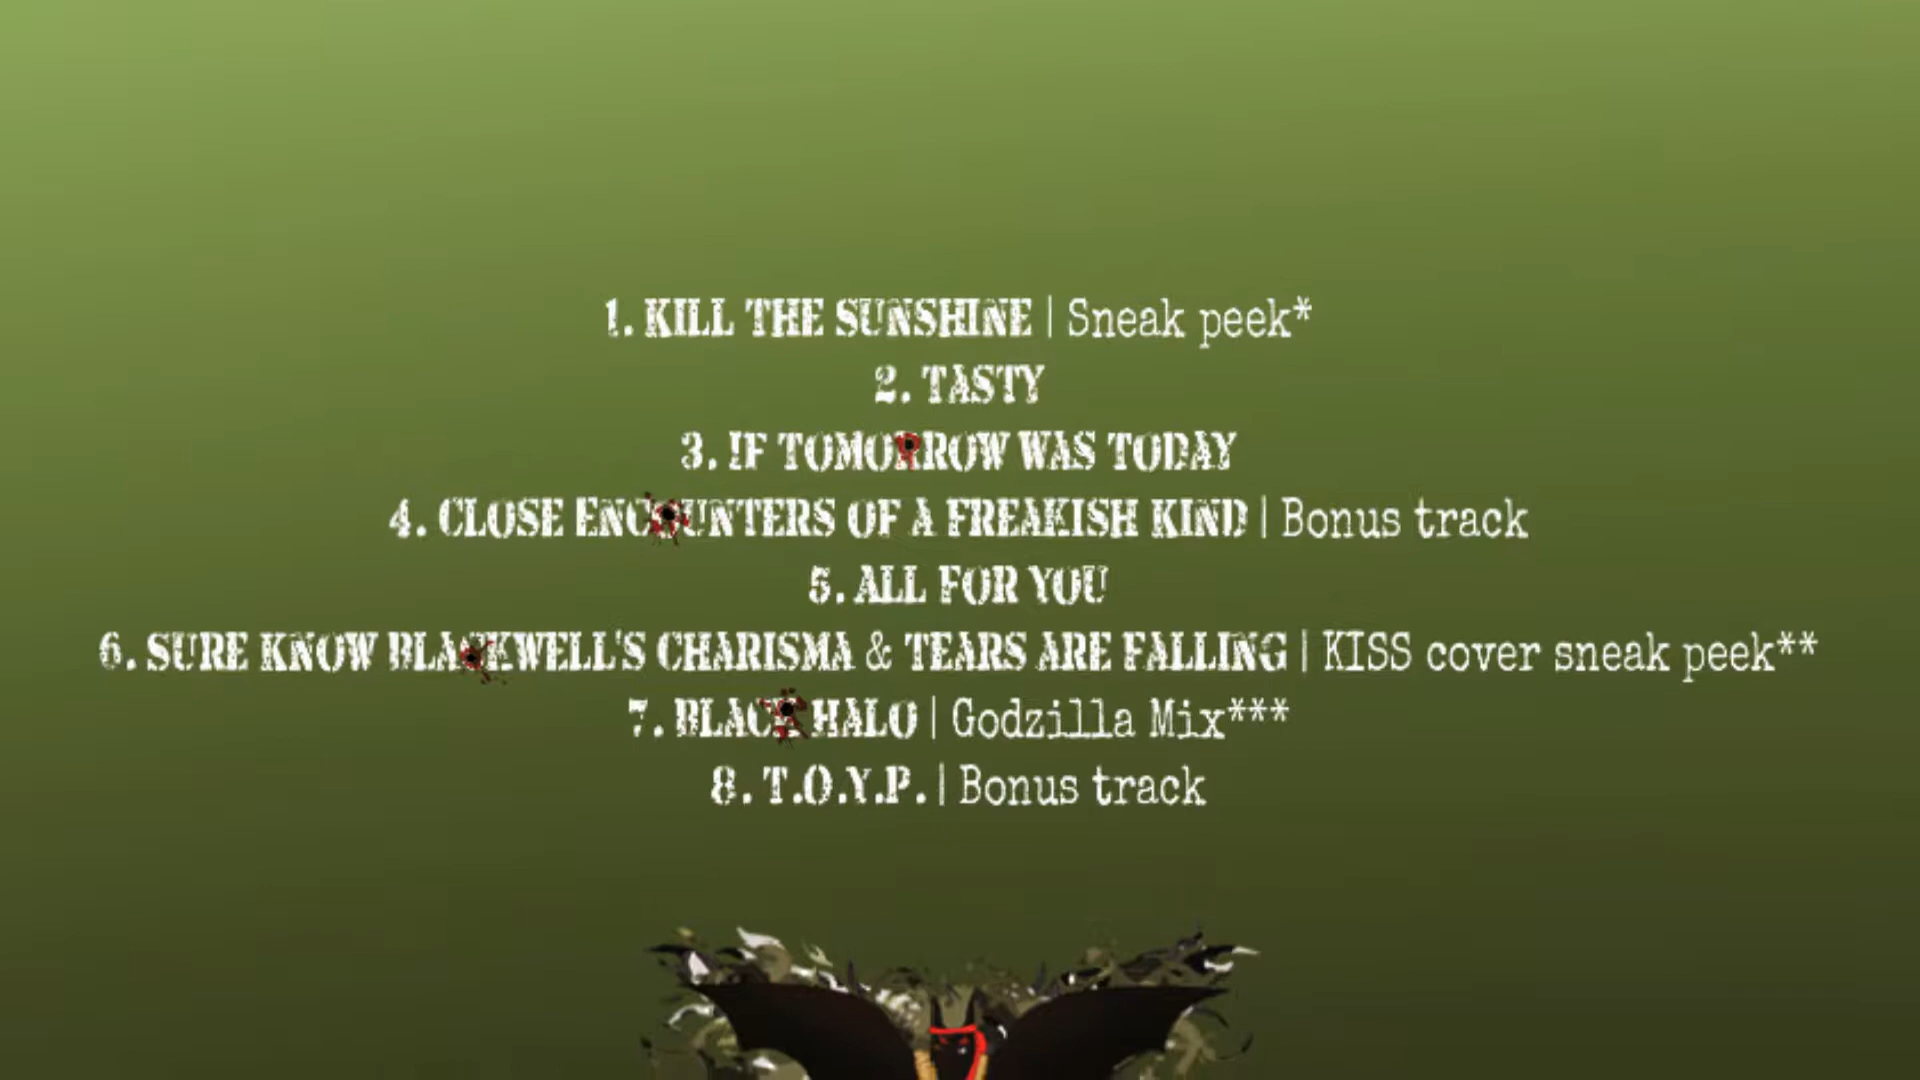 1. KILL THE SUNSHINE | Sneak peek*
2. TASTY
3. IF TOMORROW WAS TODAY
4. CLOSE ENCOUNTERS OF A FREAKISH KIND | Bonus track
5. ALL FOR YOU
6. SURE KNOW BLACKWELL'S CHARISMA & TEARS ARE FALLING | KISS cover sneak peek**
7. BLACK HALO | Godzilla Mix***
8. T.O.Y.P. | Bonus track